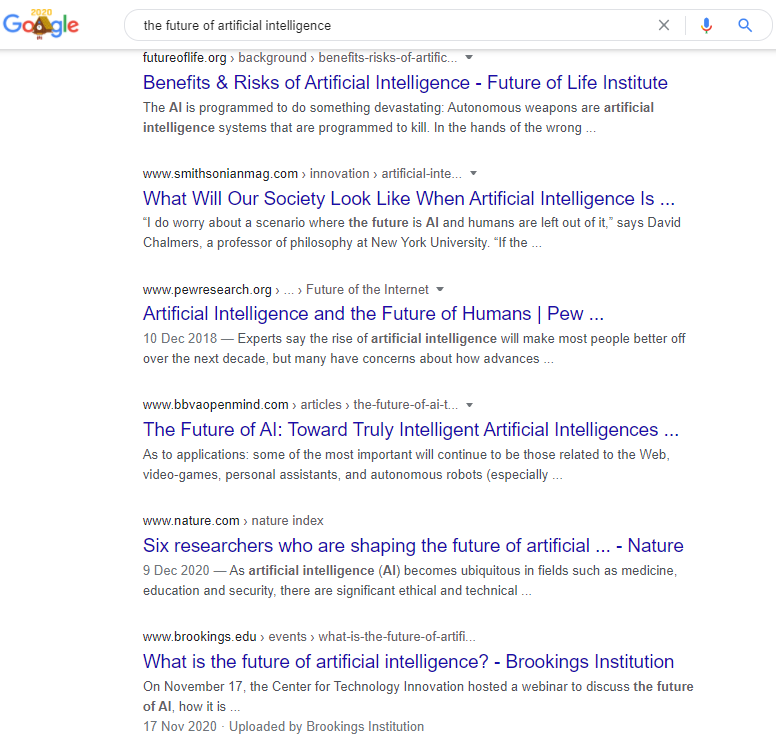 2020
Google
the future of artificial intelligence
futureoflife.org › background › benefits-risks-of-artific...
Benefits & Risks of Artificial Intelligence - Future of Life Institute
The AI is programmed to do something devastating: Autonomous weapons are artificial
intelligence systems that are programmed to kill. In the hands of the wrong ...
www.smithsonianmag.com › innovation › artificial-inte...
What Will Our Society Look Like When Artificial Intelligence Is ...
“I do worry about a scenario where the future is AI and humans are left out of it,” says David
Chalmers, a professor of philosophy at New York University. “If the ...
www.pewresearch.org › ... › Future of the Internet
Artificial Intelligence and the Future of Humans | Pew ...
10 Dec 2018 — Experts say the rise of artificial intelligence will make most people better off
over the next decade, but many have concerns about how advances ...
www.bbvaopenmind.com › articles › the-future-of-ai-t...
The Future of AI: Toward Truly Intelligent Artificial Intelligences ...
As to applications: some of the most important will continue to be those related to the Web,
video-games, personal assistants, and autonomous robots (especially ...
www.nature.com › nature index
Six researchers who are shaping the future of artificial ... - Nature
9 Dec 2020 — As artificial intelligence (AI) becomes ubiquitous in fields such as medicine,
education and security, there are significant ethical and technical ...
www.brookings.edu › events › what-is-the-future-of-artifi...
What is the future of artificial intelligence? - Brookings Institution
On November 17, the Center for Technology Innovation hosted a webinar to discuss the future
of AI, how it is ...
17 Nov 2020 · Uploaded by Brookings Institution